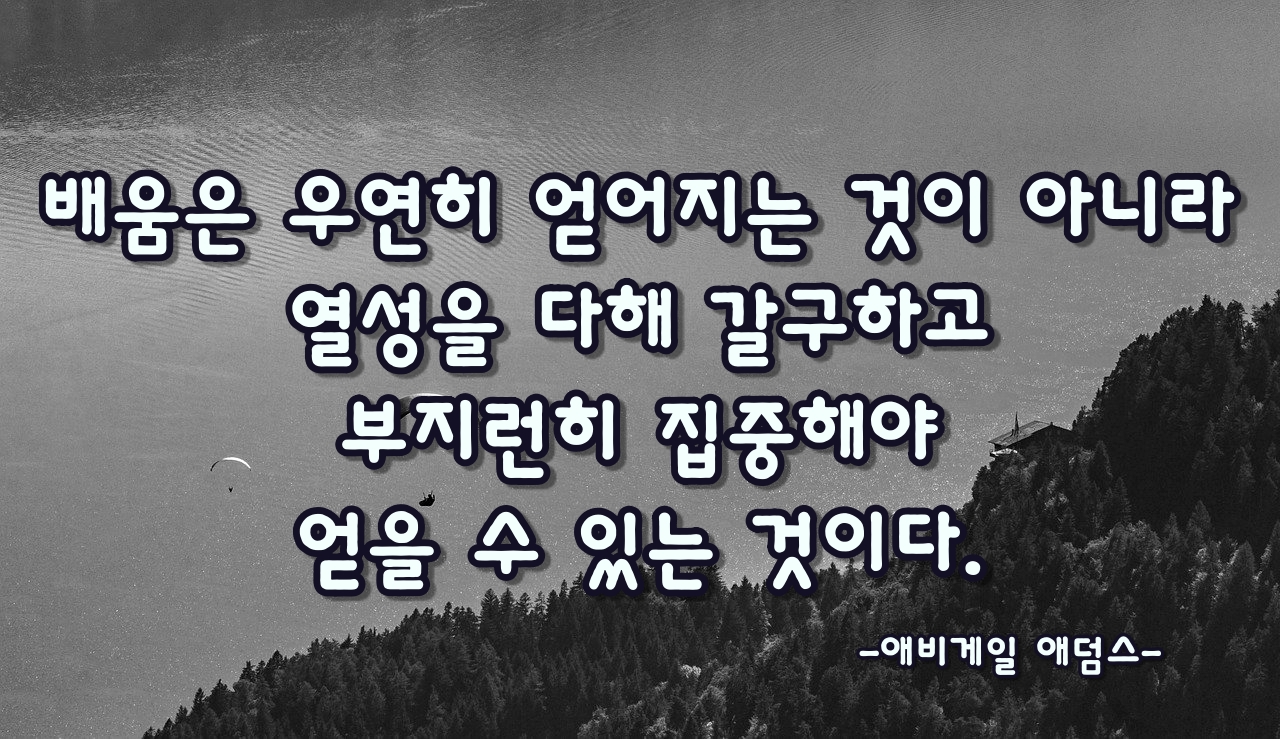 배움은 우연히 얻어지는 것이 아니라
열성을 다해 갈구하고
부지런히 집중해야
얻을 수 있는 것이다.
-애비게일 애덤스-